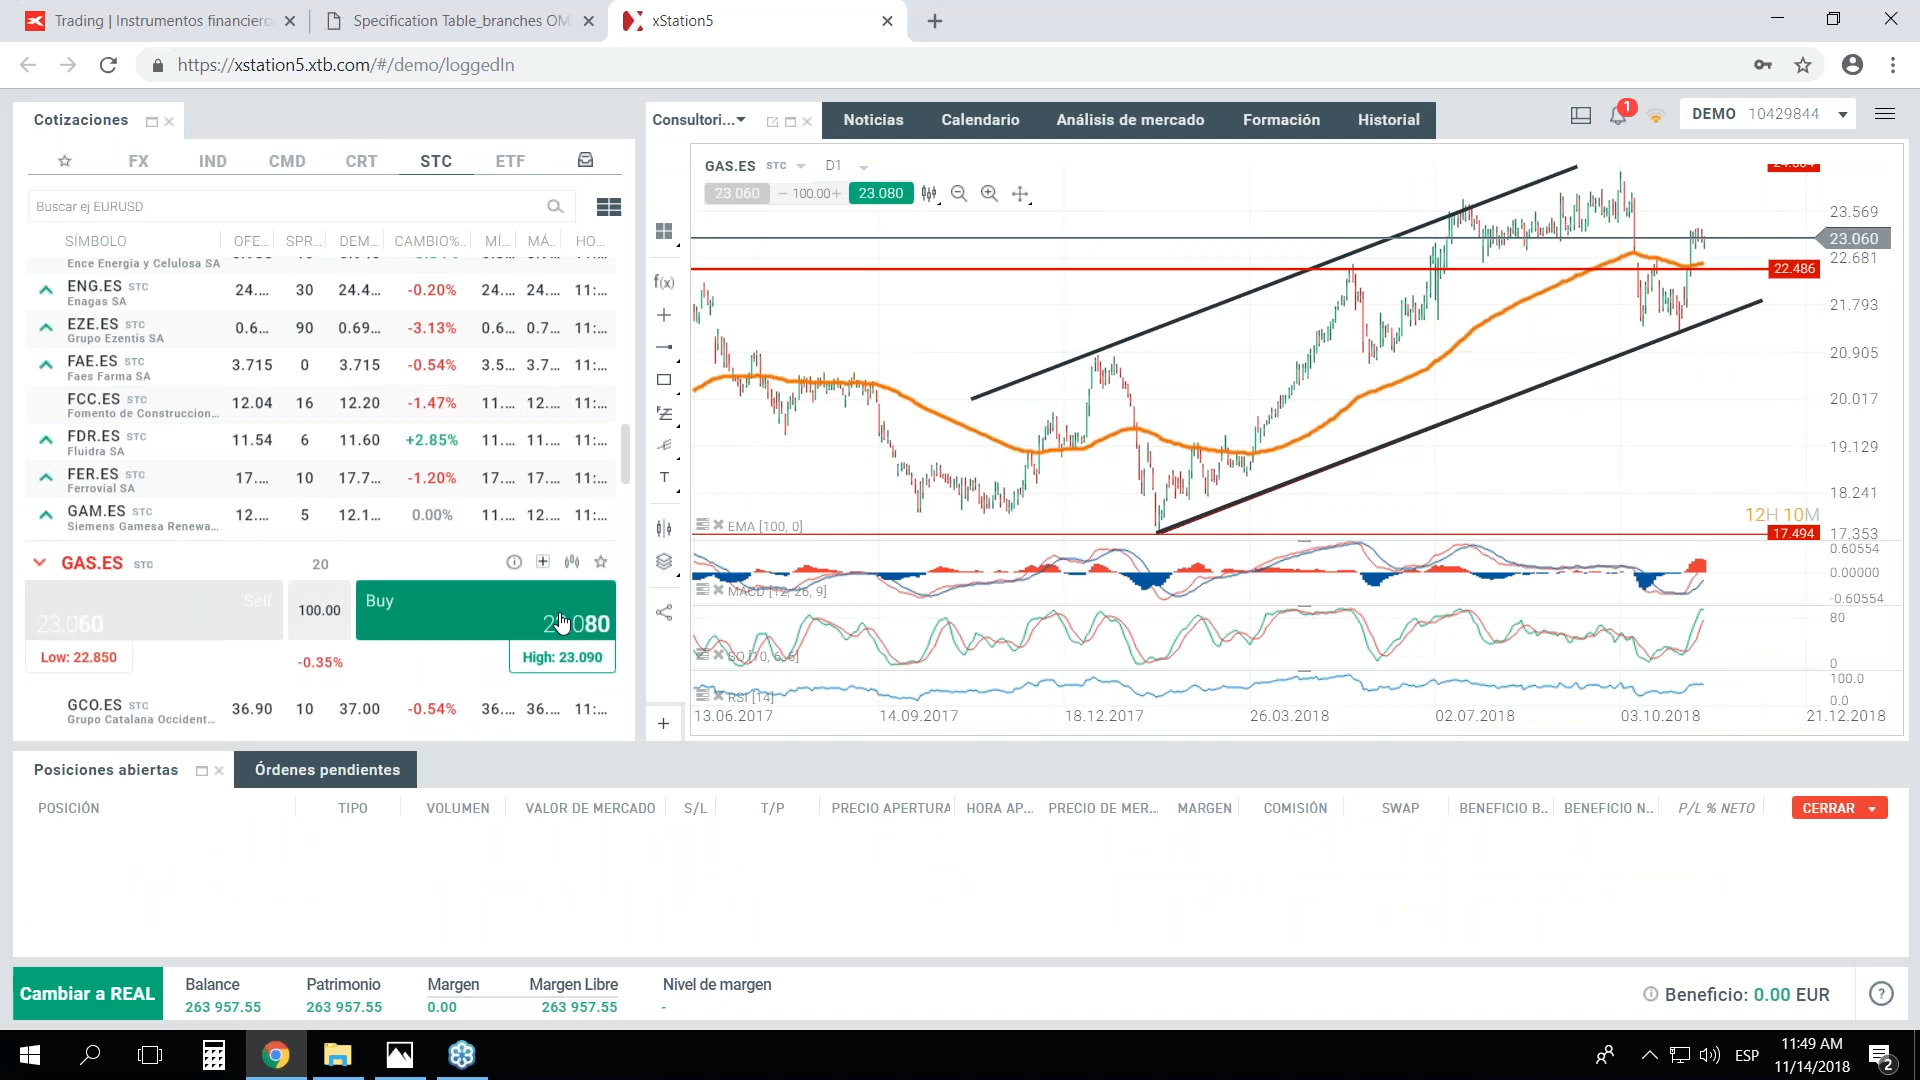 Trading | Instrumentos financiero
Specification Table_branches OM
xStation5
https://xstation5.xtb.com/#/demo/loggedIn
Cotizaciones
FX IND CMD CRT STC ETF
Buscar ej EURUSD
SÍMBOLO OFE... SPR... DEM... CAMBIO%.. MÍ... MÁ... HO...
Ence Energia y Celulosa SA
ENG.ES STC 24.... 30 24.4... -0.20% 24.... 24.... 11:...
Enagas SA
EZE.ES STC 0.6... 90 0.69... -3.13% 0.6... 0.7... 11:...
Grupo Ezentis SA
FAE.ES STC 3.715 0 3.715 -0.54% 3.5... 3.7... 11:...
Faes Farma SA
FCC.ES STC 12.04 16 12.20 -1.47% 11.... 12.... 11:...
Fomento de Construccion...
FDR.ES STC 11.54 6 11.60 +2.85% 11.... 11.... 11:...
Fluidra SA
FER.ES STC 17.... 10 17.7... -1.20% 17.... 17.... 11:...
Ferrovial SA
GAM.ES STC 12.... 5 12.1... 0.00% 11.... 12.... 11:...
Siemens Gamesa Renewa...
GAS.ES STC 20
Sell 23.060
100.00
Buy
Low: 22.850 -0.35% High: 23.090
GCO.ES STC 36.90 10 37.00 -0.54% 36.... 36.... 11:...
Grupo Catalana Occident...
Consultori...
Noticias
Calendario
Análisis de mercado
Formación
Historial
1
DEMO 10429844
GAS.ES STC D1
23.060 − 100.00 + 23.080
f(x)
T
23.569
23.060
22.681
22.486
21.793
20.905
20.017
19.129
18.241
12H 10M
17.494
17.353
EMA [100, 0]
0.60554
0.00000
-0.60554
MACD [12, 26, 9]
80
0
SO [10, 6, 6]
100.0
0.0
RSI [14]
13.06.2017 14.09.2017 18.12.2017 26.03.2018 02.07.2018 03.10.2018 21.12.2018
Posiciones abiertas
Órdenes pendientes
POSICIÓN TIPO VOLUMEN VALOR DE MERCADO S/L T/P PRECIO APERTURA HORA AP... PRECIO DE MER... MARGEN COMISIÓN SWAP BENEFICIO B.. BENEFICIO N.. P/L % NETO CERRAR
Cambiar a REAL
Balance Patrimonio Margen Margen Libre Nivel de margen
263 957.55 263 957.55 0.00 263 957.55 -
Beneficio: 0.00 EUR
?
ESP
11:49 AM
11/14/2018
2